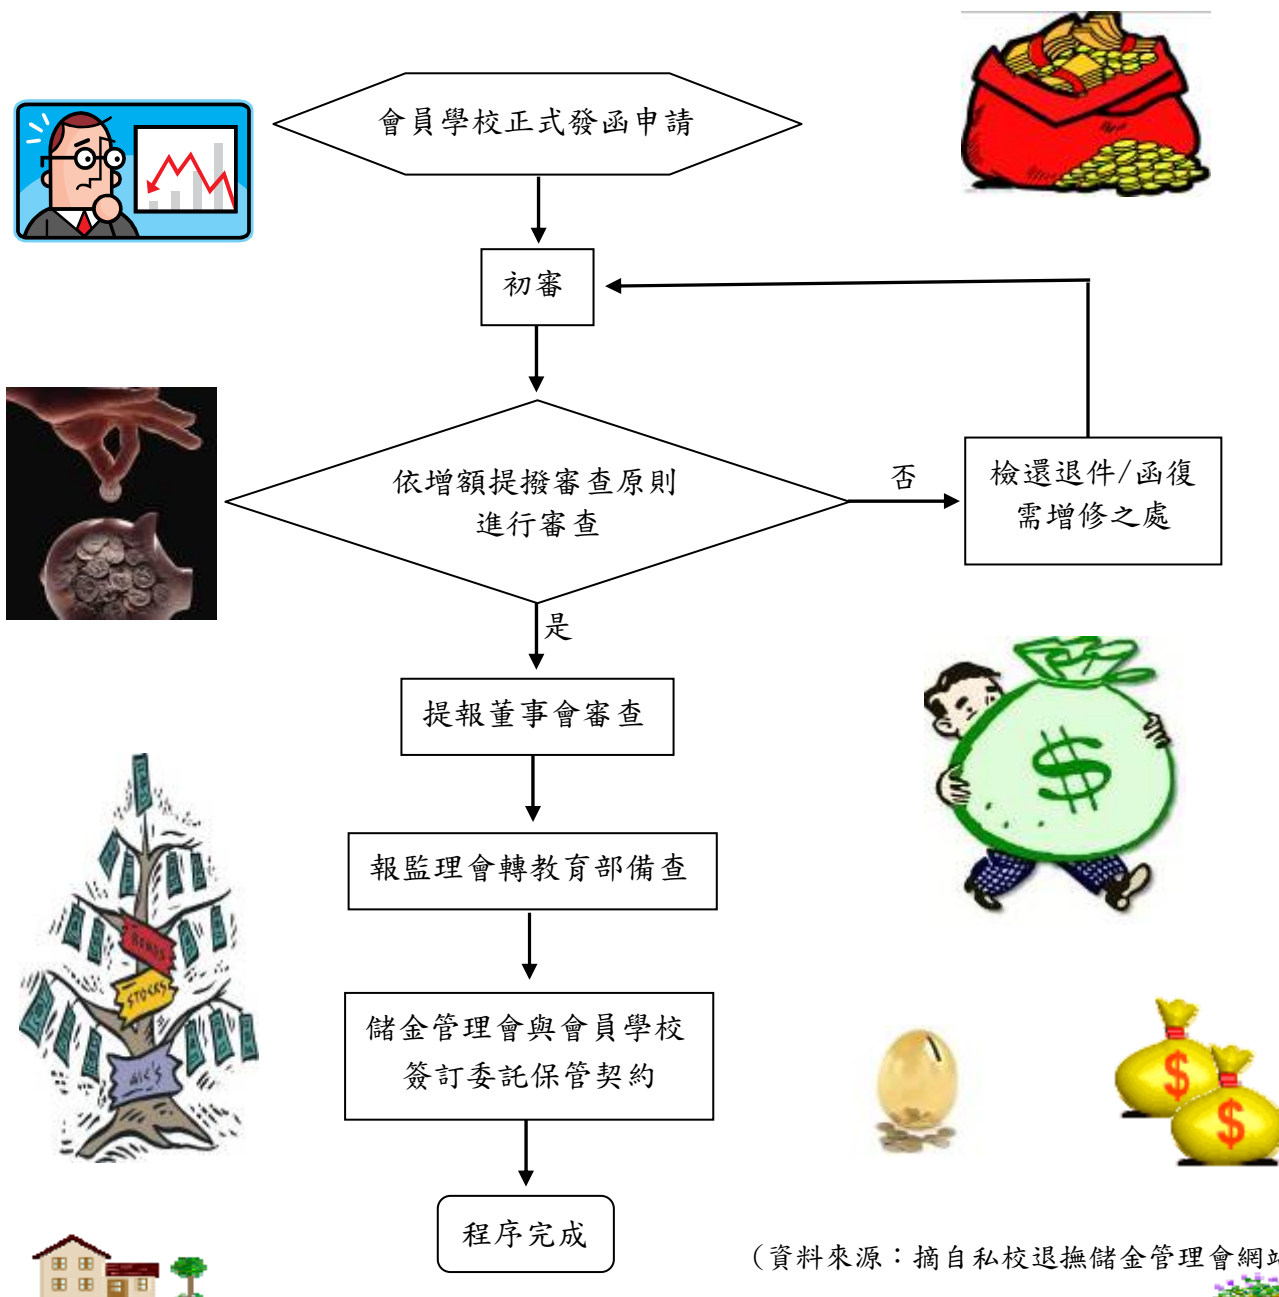 會員學校正式發函申請
初審
依增額提撥審查原則
進行審查
否
檢還退件/函復
需增修之處
是
提報董事會審查
報監理會轉教育部備查
儲金管理會與會員學校
簽訂委託保管契約
程序完成
BONDS
STOCKS
$
$
$
（資料來源：摘自私校退撫儲金管理會網